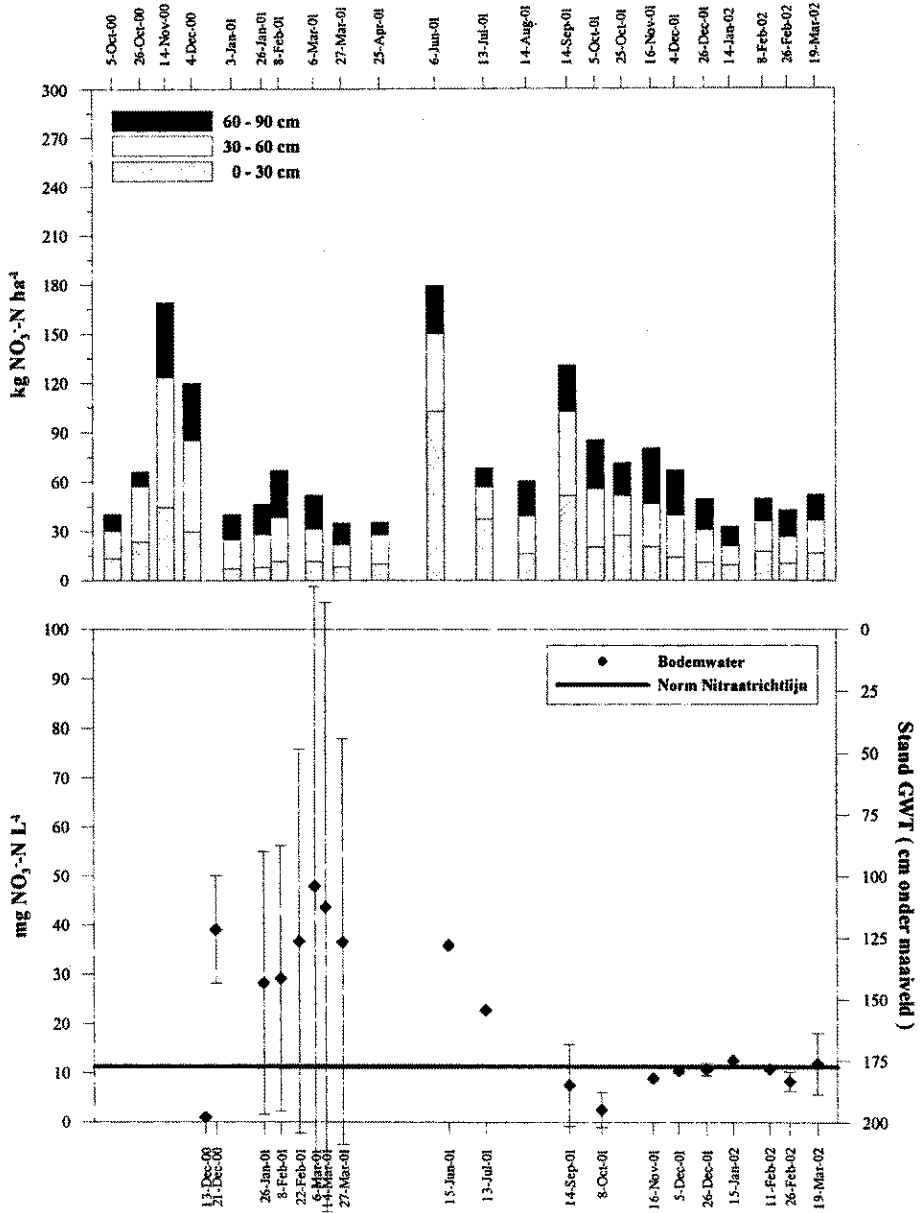 5-Oct-00
26-Oct-00
14-Nov-00
4-Dec-00
3-Jan-01
26-Jan-01
8-Feb-01
6-Mar-01
27-Mar-01
25-Apr-01
6-Jun-01
13-Jul-01
14-Aug-01
14-Sep-01
5-Oct-01
25-Oct-01
16-Nov-01
4-Dec-01
26-Dec-01
14-Jan-02
8-Feb-02
26-Feb-02
19-Mar-02
300
270
240
210
180
150
120
90
60
30
0
kg NO₃⁻-N ha⁻¹
60 - 90 cm
30 - 60 cm
0 - 30 cm
100
90
80
70
60
50
40
30
20
10
0
mg NO₃⁻-N L⁻¹
Bodemwater
Norm Nitraatrichtlijn
0
25
50
75
100
125
150
175
200
Stand GWT ( cm onder maaiveld )
13-Dec-00
21-Dec-00
26-Jan-01
8-Feb-01
22-Feb-01
6-Mar-01
14-Mar-01
27-Mar-01
15-Jun-01
13-Jul-01
14-Sep-01
8-Oct-01
16-Nov-01
5-Dec-01
26-Dec-01
15-Jan-02
11-Feb-02
26-Feb-02
19-Mar-02